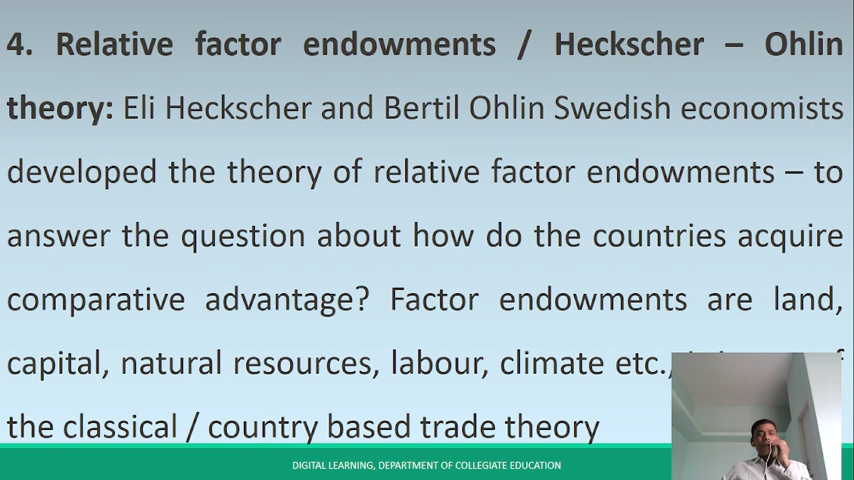 4. Relative factor endowments / Heckscher – Ohlin
theory: Eli Heckscher and Bertil Ohlin Swedish economists
developed the theory of relative factor endowments – to
answer the question about how do the countries acquire
comparative advantage? Factor endowments are land,
capital, natural resources, labour, climate etc.,
the classical / country based trade theory
DIGITAL LEARNING, DEPARTMENT OF COLLEGIATE EDUCATION